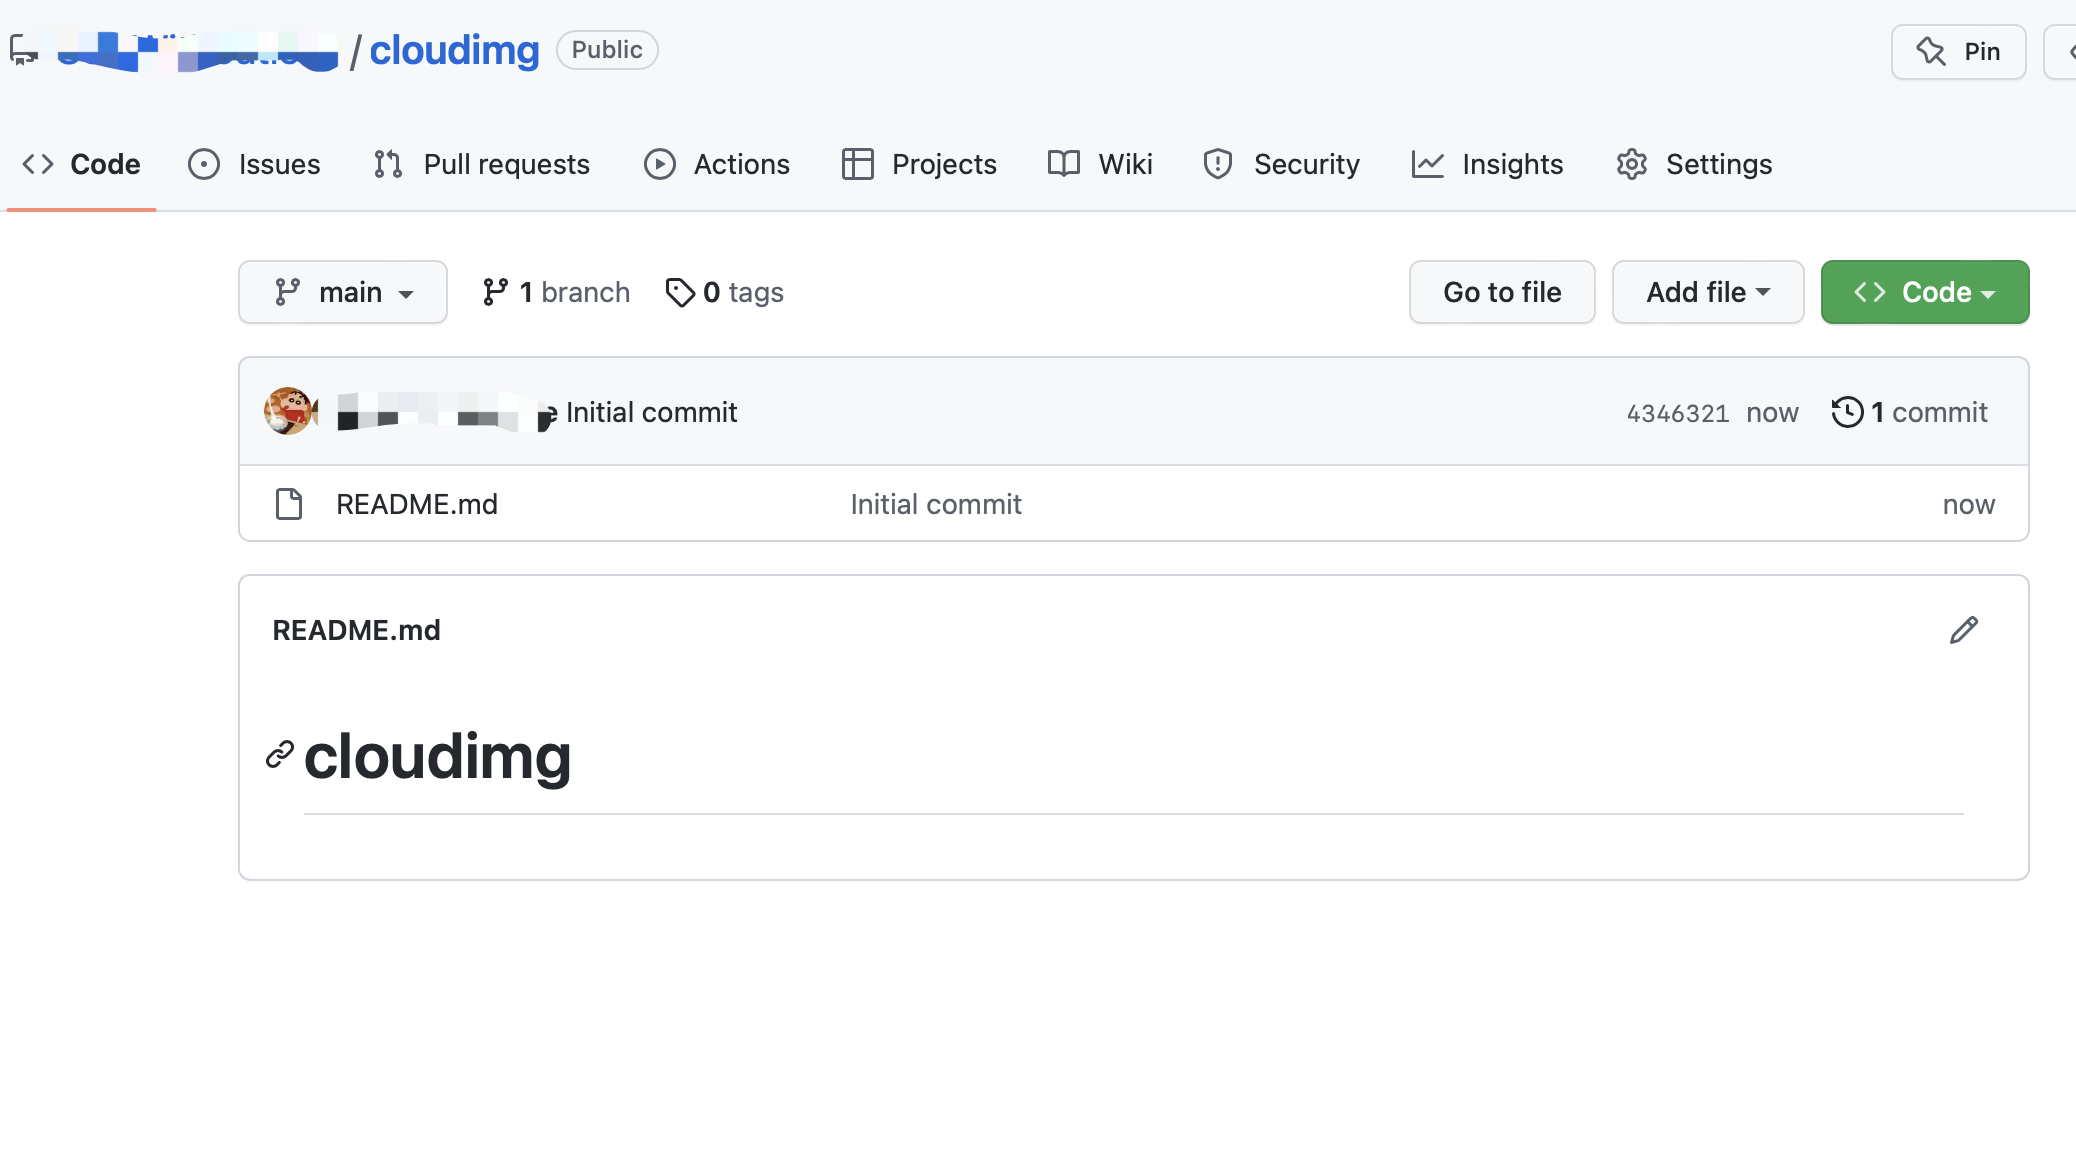 / cloudimg Public Pin
Code Issues Pull requests Actions Projects Wiki Security Insights Settings
main 1 branch 0 tags Go to file Add file Code
Initial commit 4346321 now 1 commit
README.md Initial commit now
README.md
cloudimg